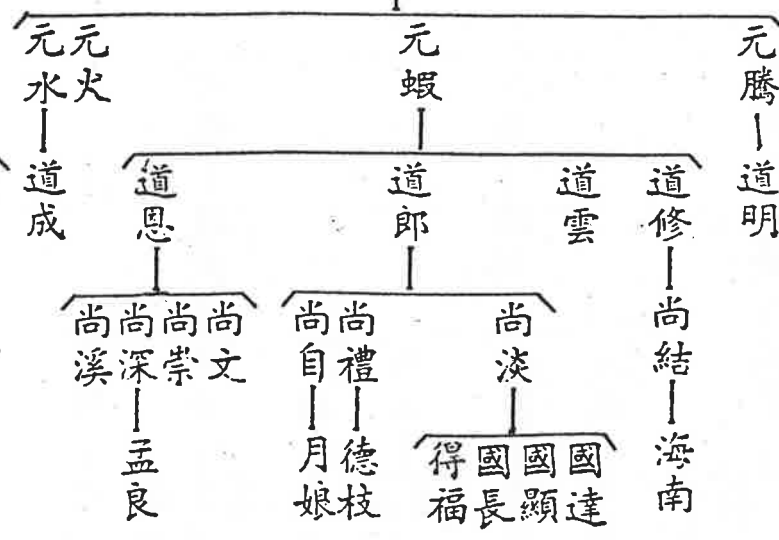 元騰
元蝦
元火
元水
道明
道修
道雲
道郎
道恩
道成
尚結
尚淡
尚禮
尚自
尚文
尚崇
尚深
尚溪
海南
國達
國顯
國長
得福
德枝
月娘
孟良